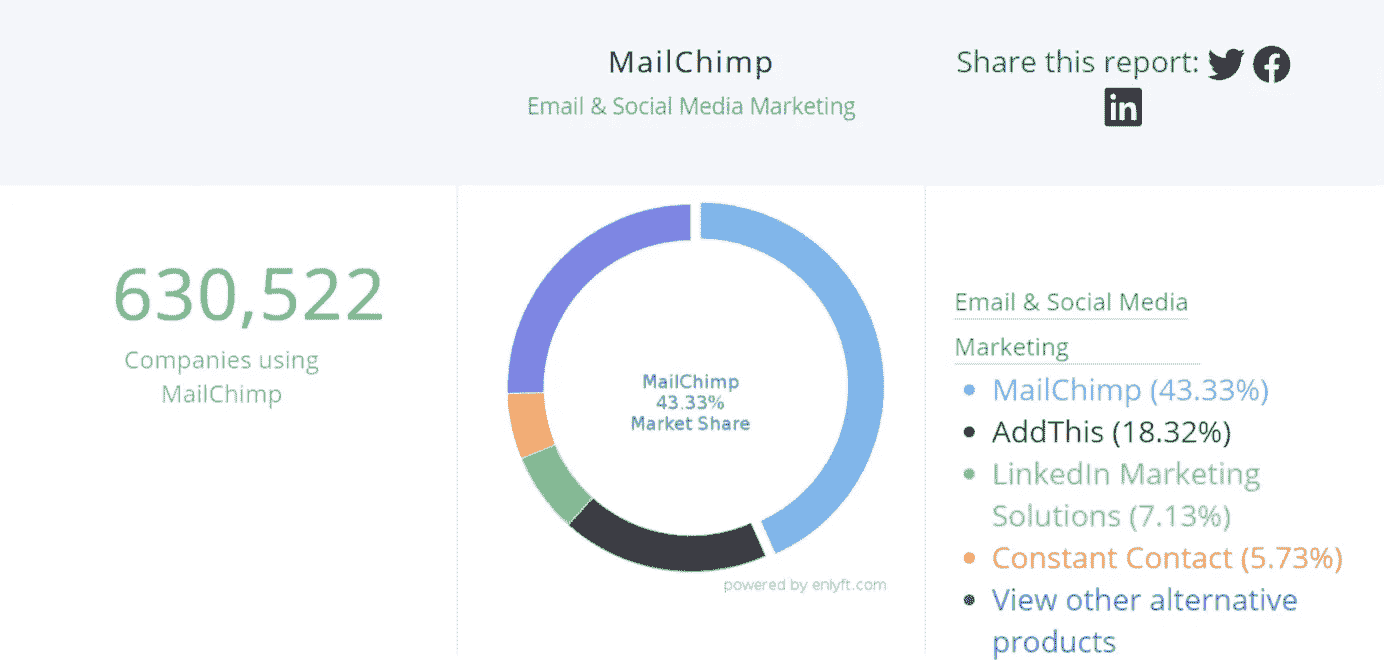 MailChimp
Email & Social Media Marketing
Share this report:
630,522
Companies using
MailChimp
MailChimp
43.33%
Market Share
powered by enlyft.com
Email & Social Media
Marketing
MailChimp (43.33%)
AddThis (18.32%)
LinkedIn Marketing
Solutions (7.13%)
Constant Contact (5.73%)
View other alternative
products